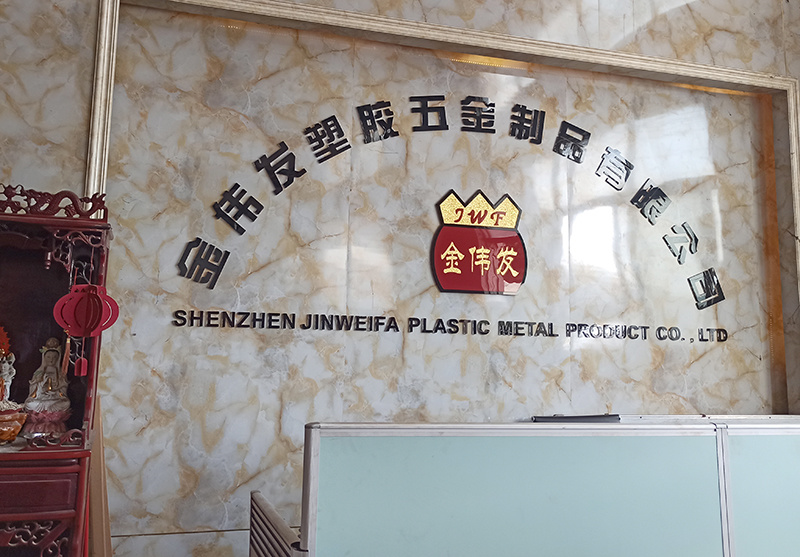 金伟发塑胶五金制品有限公司
JWF
金伟发
SHENZHEN JINWEIFA PLASTIC METAL PRODUCT CO.,LTD